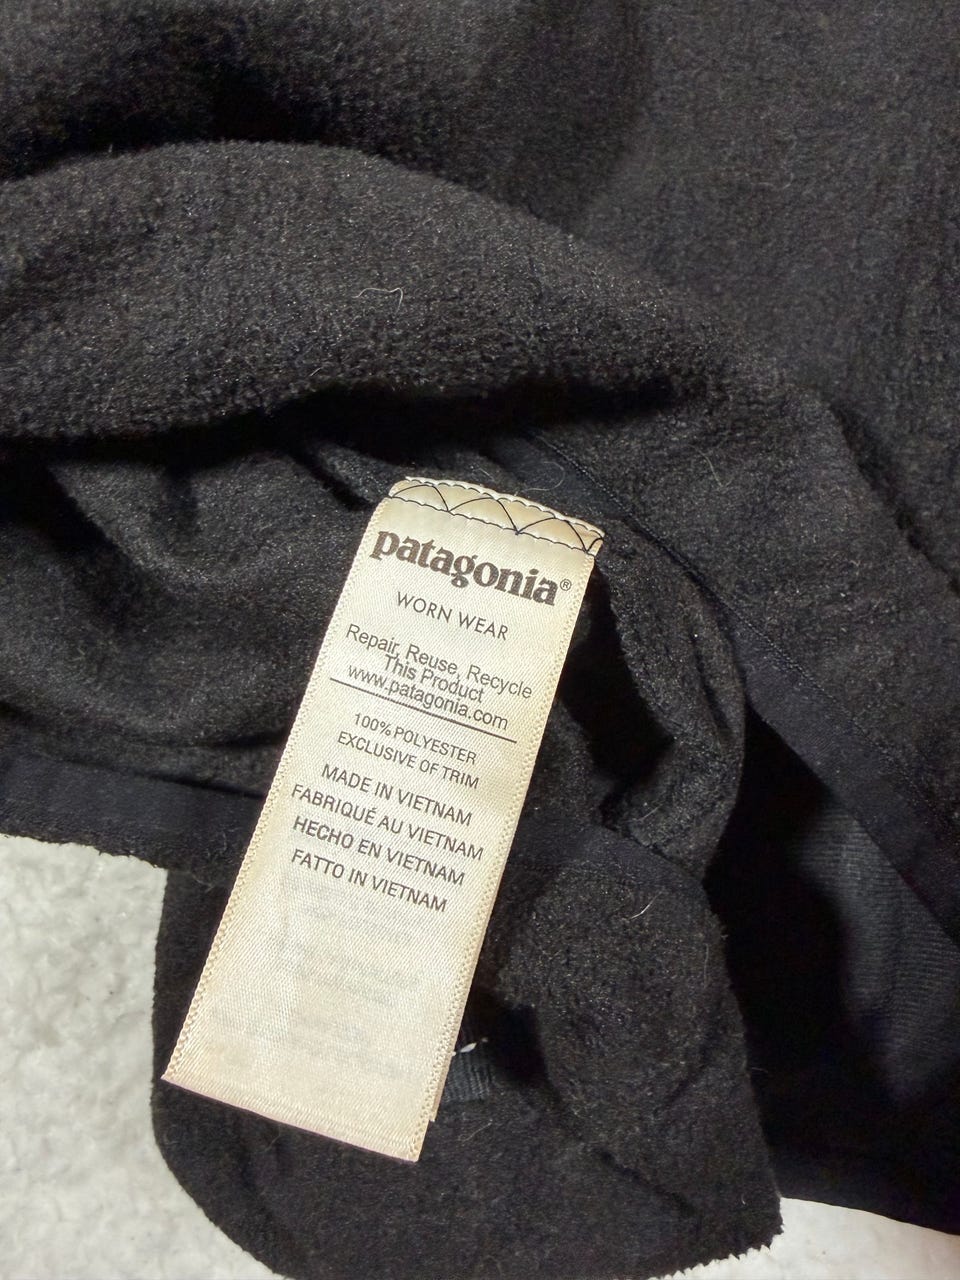 patagonia®
WORN WEAR
Repair, Reuse, Recycle
This Product
www.patagonia.com
100% POLYESTER
EXCLUSIVE OF TRIM
MADE IN VIETNAM
FABRIQUÉ AU VIETNAM
HECHO EN VIETNAM
FATTO IN VIETNAM